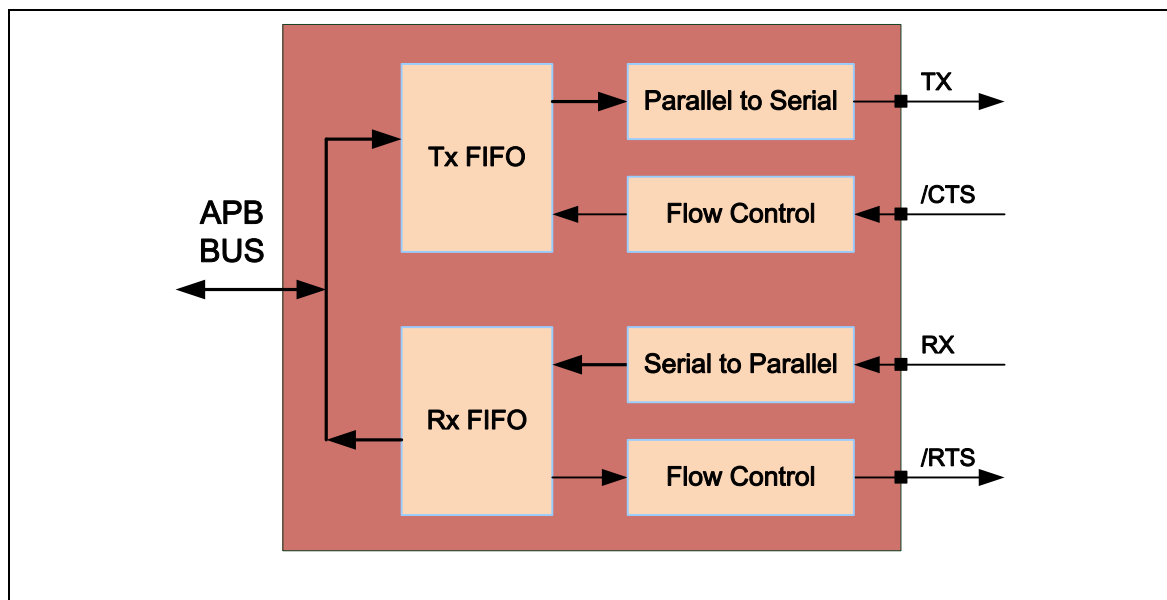 APB
BUS
Tx FIFO
Parallel to Serial
TX
Flow Control
/CTS
Rx FIFO
Serial to Parallel
RX
Flow Control
/RTS